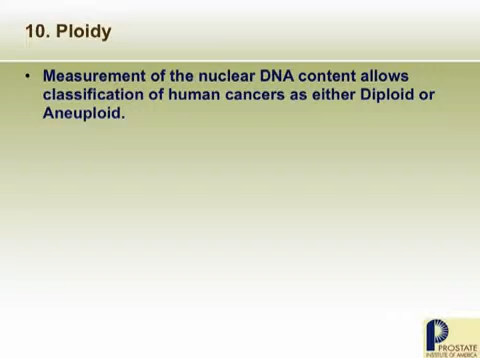 10. Ploidy
• Measurement of the nuclear DNA content allows
classification of human cancers as either Diploid or
Aneuploid.
PROSTATE
INSTITUTE OF AMERICA